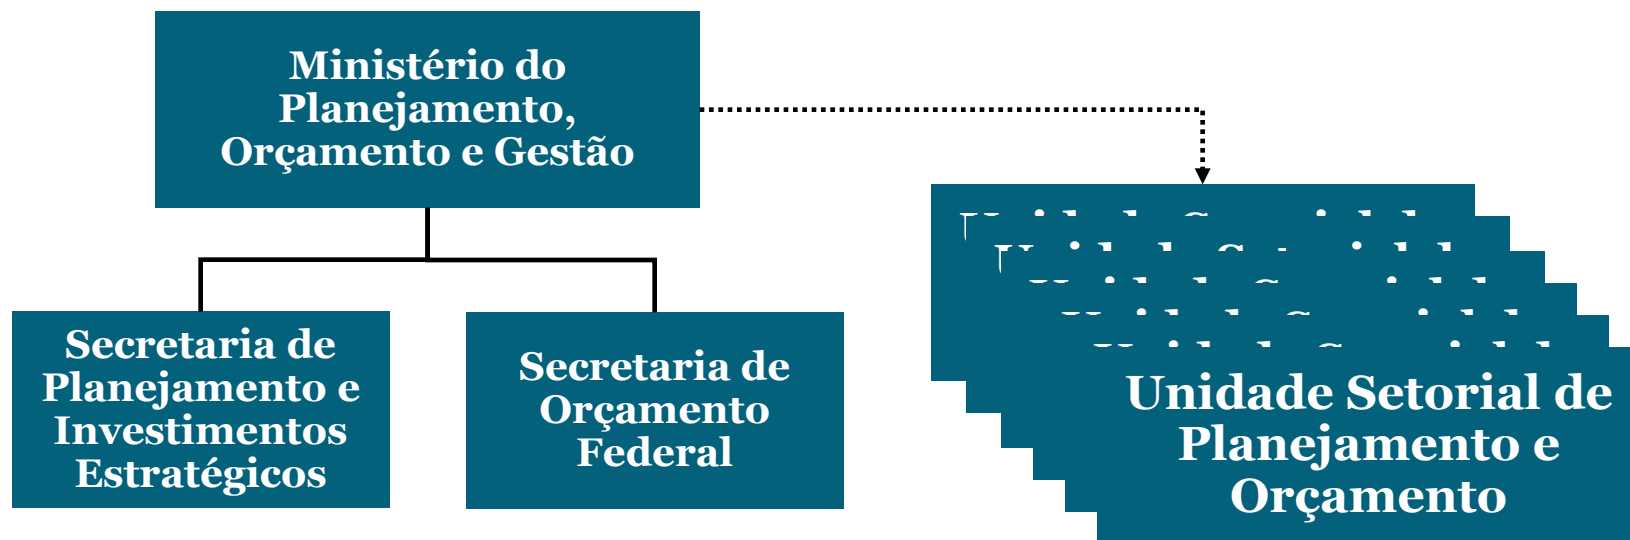 Ministério do
Planejamento,
Orçamento e Gestão
Secretaria de
Planejamento e
Investimentos
Estratégicos
Secretaria de
Orçamento
Federal
Unidade Setorial de
Planejamento e
Orçamento